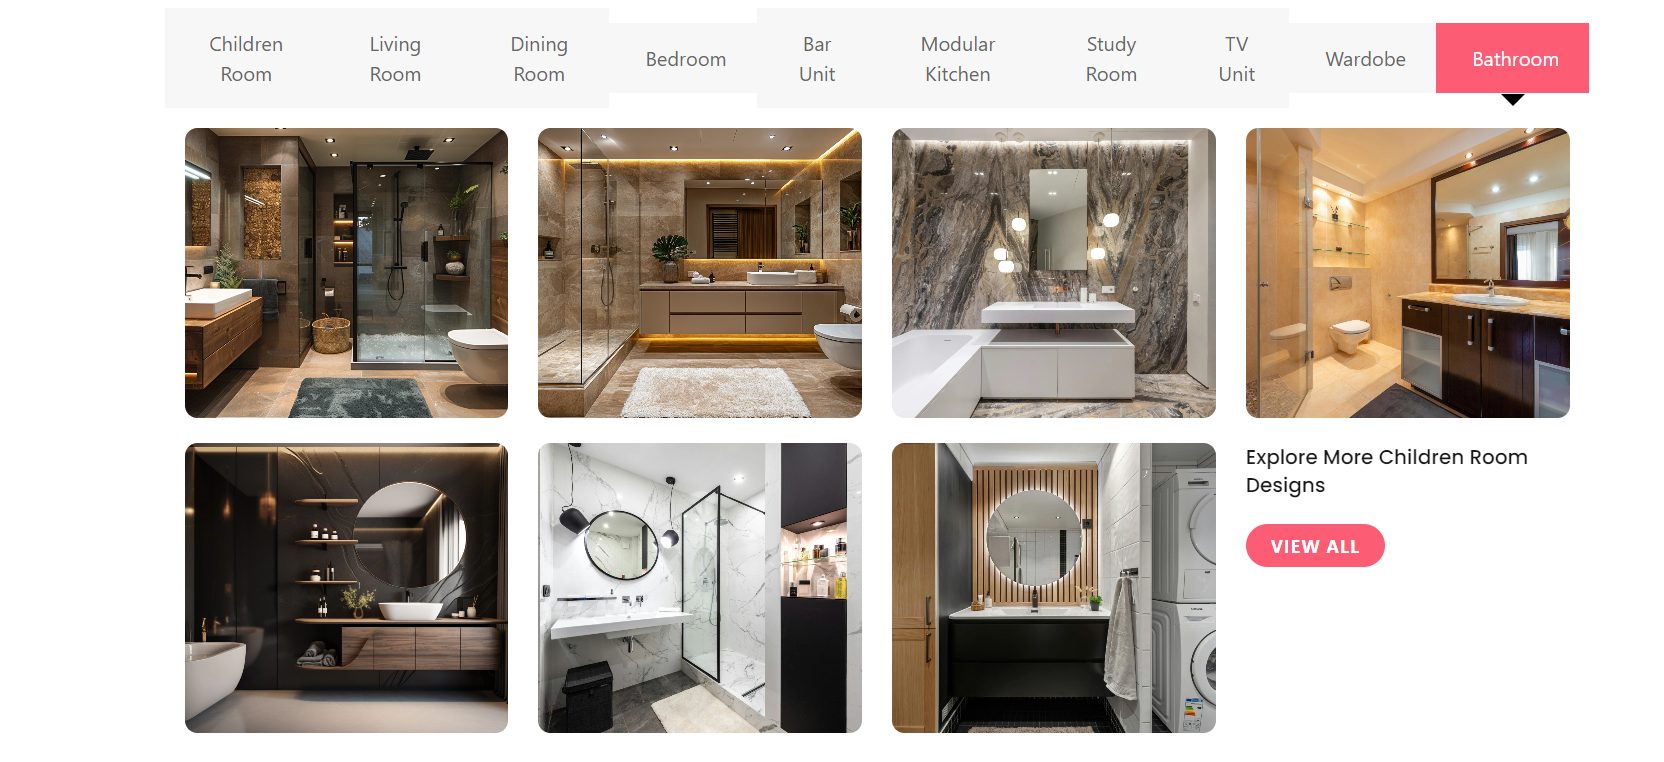 Children
Room
Living
Room
Dining
Room
Bedroom
Bar
Unit
Modular
Kitchen
Study
Room
TV
Unit
Wardobe
Bathroom
Explore More Children Room
Designs
VIEW ALL